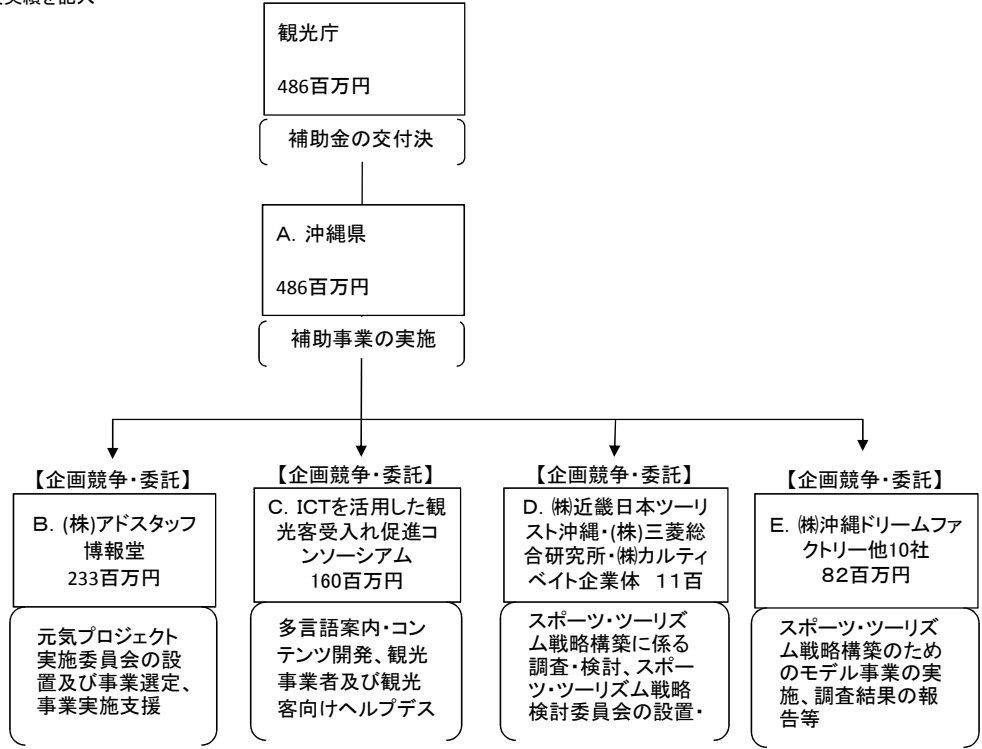 観光庁
486百万円
補助金の交付決
A．沖縄県
486百万円
補助事業の実施
【企画競争・委託】
B．(株)アドスタッフ
博報堂
233百万円
元気プロジェクト
実施委員会の設
置及び事業選定、
事業実施支援
【企画競争・委託】
C．ICTを活用した観
光客受入れ促進コ
ンソーシアム
160百万円
多言語案内・コン
テンツ開発、観光
事業者及び観光
客向けヘルプデス
【企画競争・委託】
D．㈱近畿日本ツーリ
スト沖縄・(株)三菱総
合研究所・㈱カルティ
ベイト企業体　１１百
スポーツ・ツーリズ
ム戦略構築に係る
調査・検討、スポー
ツ・ツーリズム戦略
検討委員会の設置・
【企画競争・委託】
E．㈱沖縄ドリームファ
クトリー他10社
８２百万円
スポーツ・ツーリズ
ム戦略構築のため
のモデル事業の実
施、調査結果の報
告等